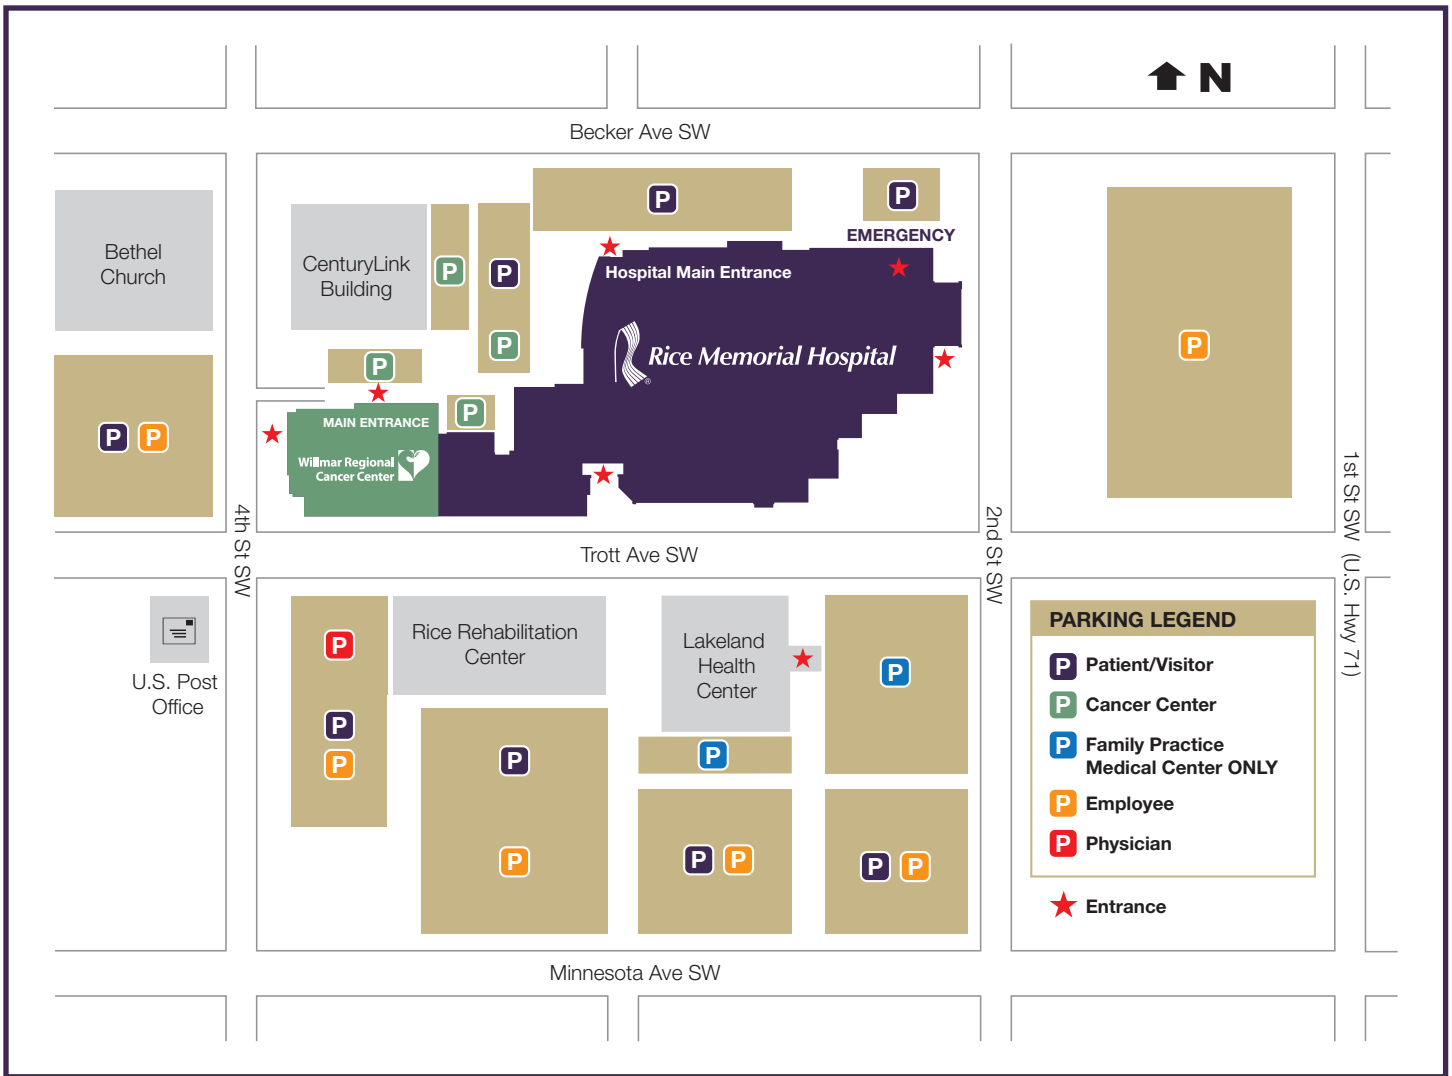 N
Becker Ave SW
P
P
EMERGENCY
Bethel
Church
CenturyLink
Building
P
P
P
Hospital Main Entrance
Rice Memorial Hospital
®
P
P
P
MAIN ENTRANCE
Willmar Regional
Cancer Center
P
P
P
4th St SW
Trott Ave SW
2nd St SW
1st St SW (U.S. Hwy 71)
U.S. Post
Office
P
Rice Rehabilitation
Center
Lakeland
Health
Center
P
P
P
P
P
P
P
P
P
P
PARKING LEGEND
P Patient/Visitor
P Cancer Center
P Family Practice
Medical Center ONLY
P Employee
P Physician
Entrance
Minnesota Ave SW